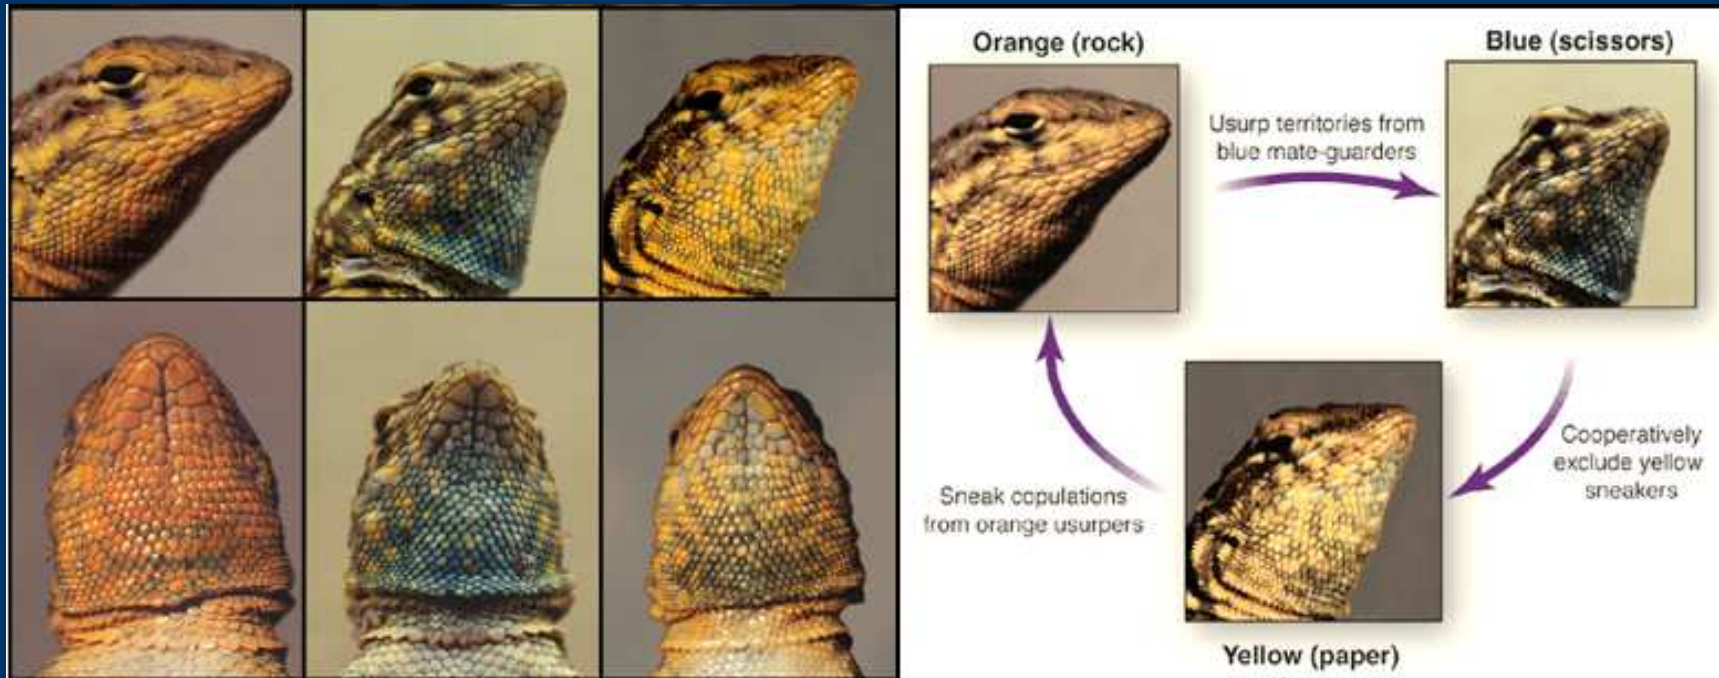 Orange (rock)
Blue (scissors)
Usurp territories from
blue mate-guarders
Cooperatively
exclude yellow
sneakers
Sneak copulations
from orange usurpers
Yellow (paper)